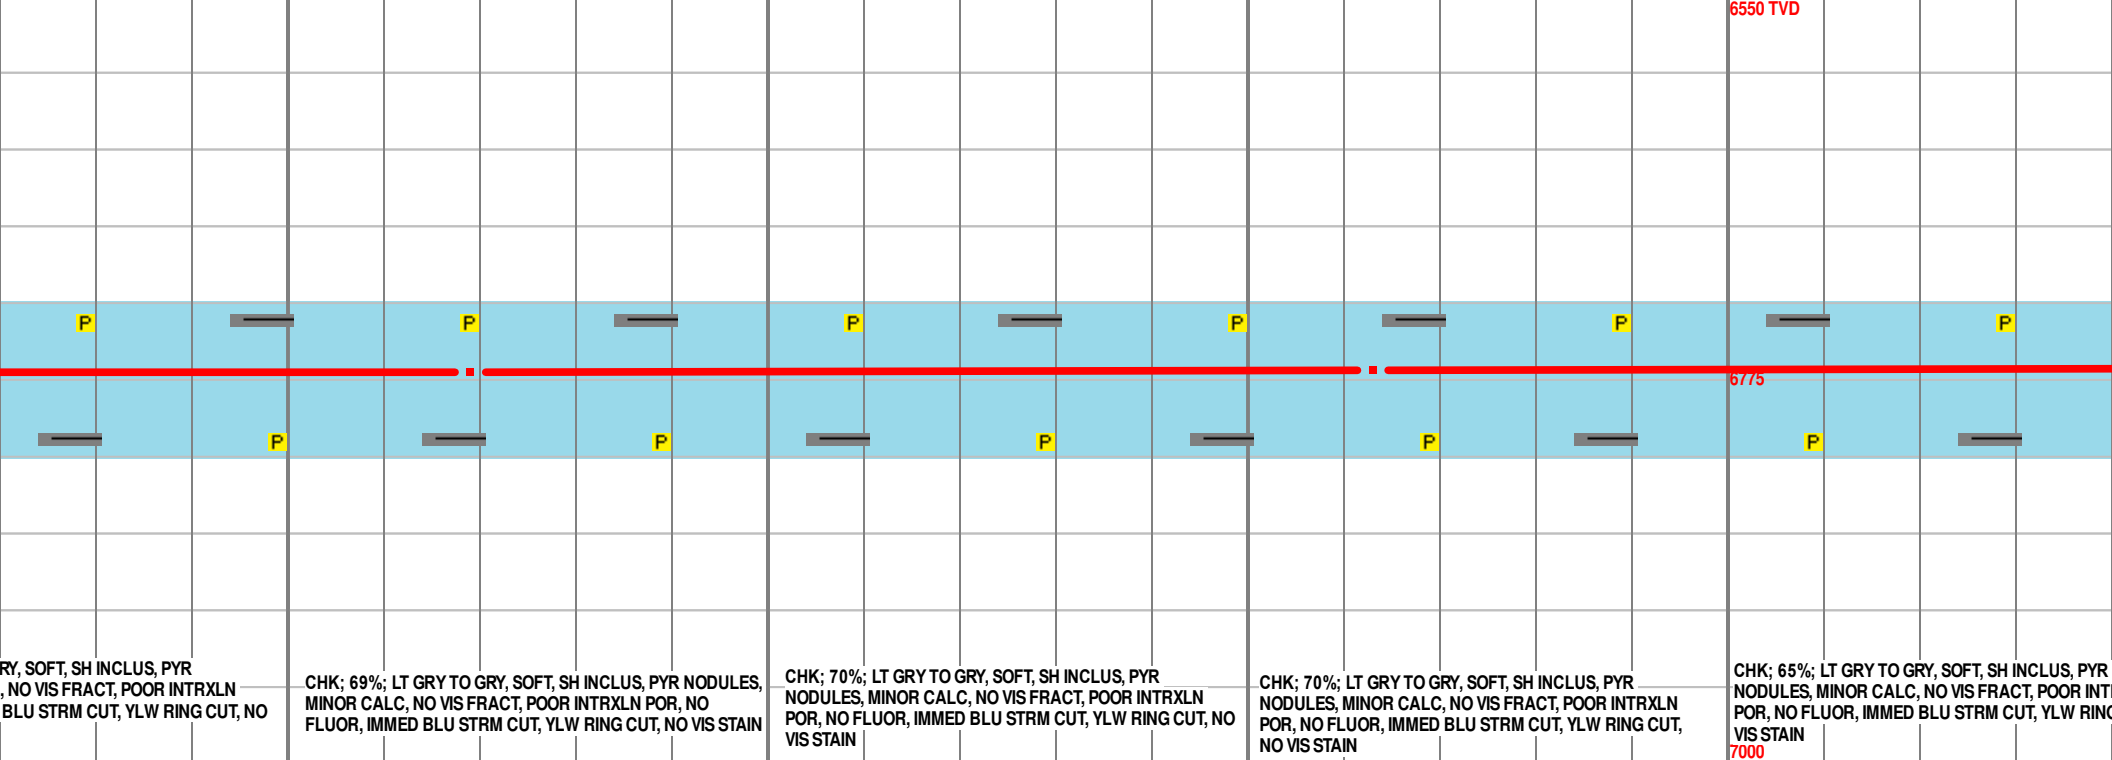 6550 TVD
P
P
P
P
P
P
6775
P
P
P
P
P
RY, SOFT, SH INCLUS, PYR
, NO VIS FRACT, POOR INTRXLN
BLU STRM CUT, YLW RING CUT, NO
CHK; 69%; LT GRY TO GRY, SOFT, SH INCLUS, PYR NODULES,
MINOR CALC, NO VIS FRACT, POOR INTRXLN POR, NO
FLUOR, IMMED BLU STRM CUT, YLW RING CUT, NO VIS STAIN
CHK; 70%; LT GRY TO GRY, SOFT, SH INCLUS, PYR
NODULES, MINOR CALC, NO VIS FRACT, POOR INTRXLN
POR, NO FLUOR, IMMED BLU STRM CUT, YLW RING CUT, NO
VIS STAIN
CHK; 70%; LT GRY TO GRY, SOFT, SH INCLUS, PYR
NODULES, MINOR CALC, NO VIS FRACT, POOR INTRXLN
POR, NO FLUOR, IMMED BLU STRM CUT, YLW RING CUT,
NO VIS STAIN
CHK; 65%; LT GRY TO GRY, SOFT, SH INCLUS, PYR
NODULES, MINOR CALC, NO VIS FRACT, POOR INT
POR, NO FLUOR, IMMED BLU STRM CUT, YLW RING
VIS STAIN
7000